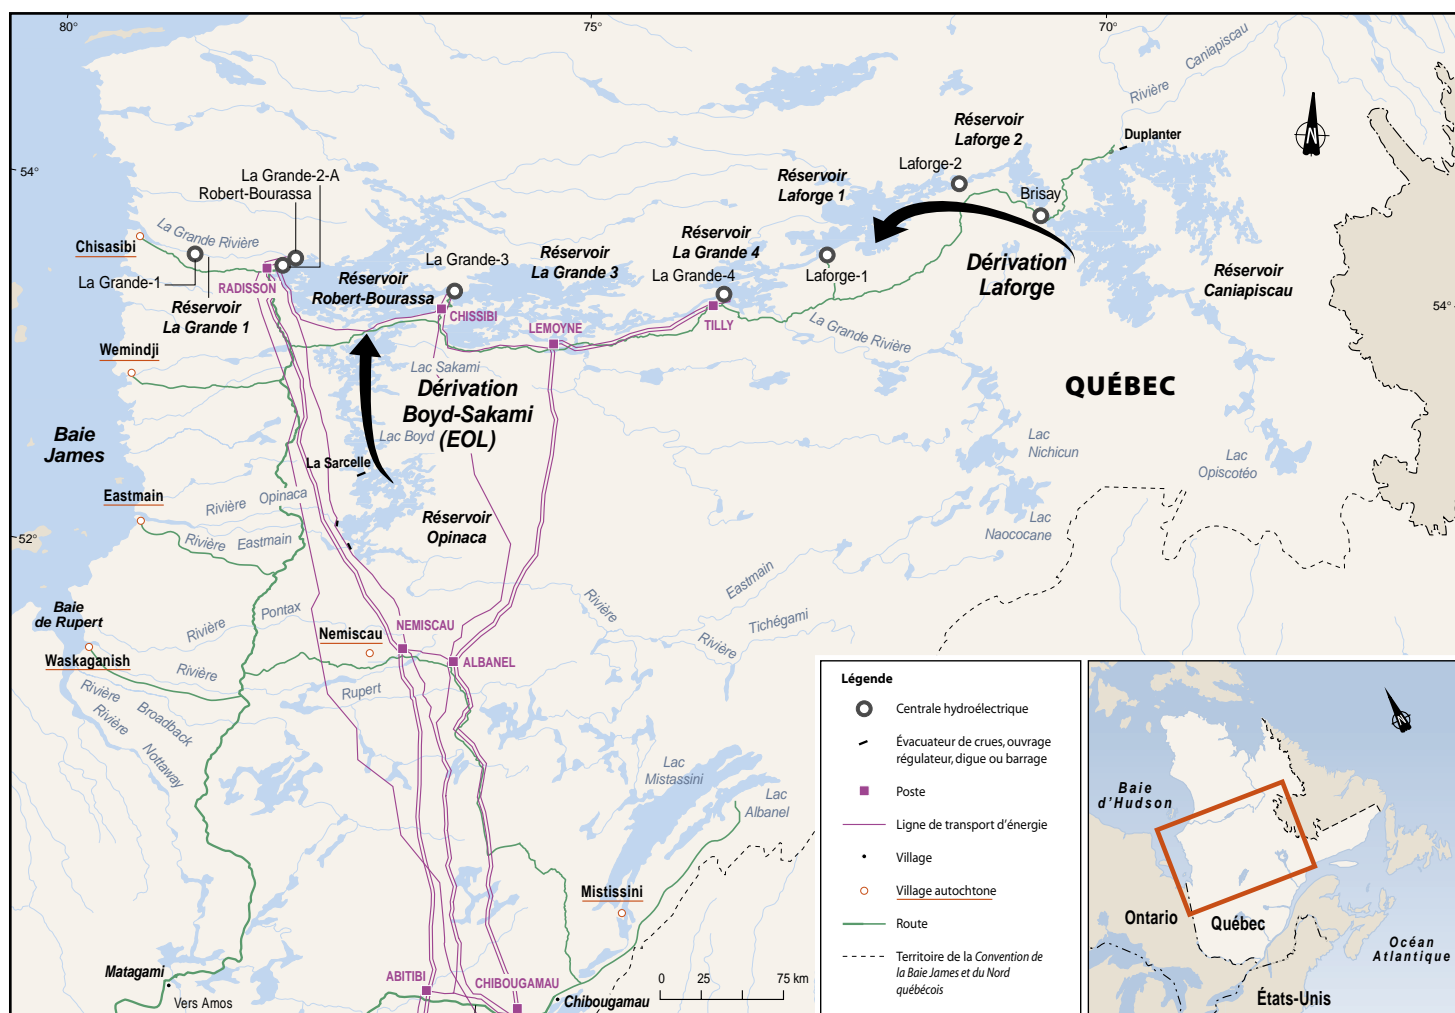 80°
75°
70°
Rivière Caniapiscau
Réservoir
Laforge 2
Duplanter
N
54°
La Grande-2-A
Robert-Bourassa
Réservoir
Laforge 1
Laforge-2
Brisay
La Grande Rivière
Chisasibi
La Grande-1
Réservoir
La Grande 1
RADISSON
Réservoir
Robert-Bourassa
La Grande-3
CHISSIBI
Réservoir
La Grande 3
Réservoir
La Grande 4
La Grande-4
Laforge-1
Dérivation
Laforge
Réservoir
Caniapiscau
54°
LEMOYNE
TILLY
La Grande Rivière
Wemindji
Lac Sakami
Dérivation
Boyd-Sakami
(EOL)
Lac Boyd
QUÉBEC
Baie
James
La Sarcelle
Lac
Nichicun
Lac
Opiscotéo
Eastmain
Rivière Opinaca
Rivière Eastmain
Réservoir
Opinaca
Lac
Naococane
52°
Baie
de Rupert
Rivière Pontax
Nemiscau
NEMISCAU
ALBANEL
Rivière Eastmain
Rivière Tichégami
Waskaganish
Rivière Rupert
Rivière Broadback
Rivière Nottaway
Lac
Mistassini
Lac
Albanel
Mistissini
Matagami
Vers Amos
ABITIBI
CHIBOUGAMAU
Chibougamau
0 25 75 km
Légende
Centrale hydroélectrique
Évacuateur de crues, ouvrage
régulateur, digue ou barrage
Poste
Ligne de transport d'énergie
Village
Village autochtone
Route
Territoire de la Convention de
la Baie James et du Nord
québécois
N
Baie
d'Hudson
Ontario
Québec
Océan
Atlantique
États-Unis